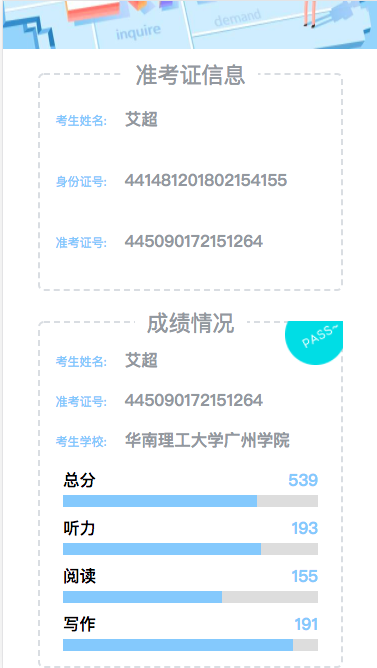 inquire
demand
准考证信息
考生姓名: 艾超
身份证号: 441481201802154155
准考证号: 445090172151264
成绩情况
PASS~
考生姓名: 艾超
准考证号: 445090172151264
考生学校: 华南理工大学广州学院
总分 539
听力 193
阅读 155
写作 191